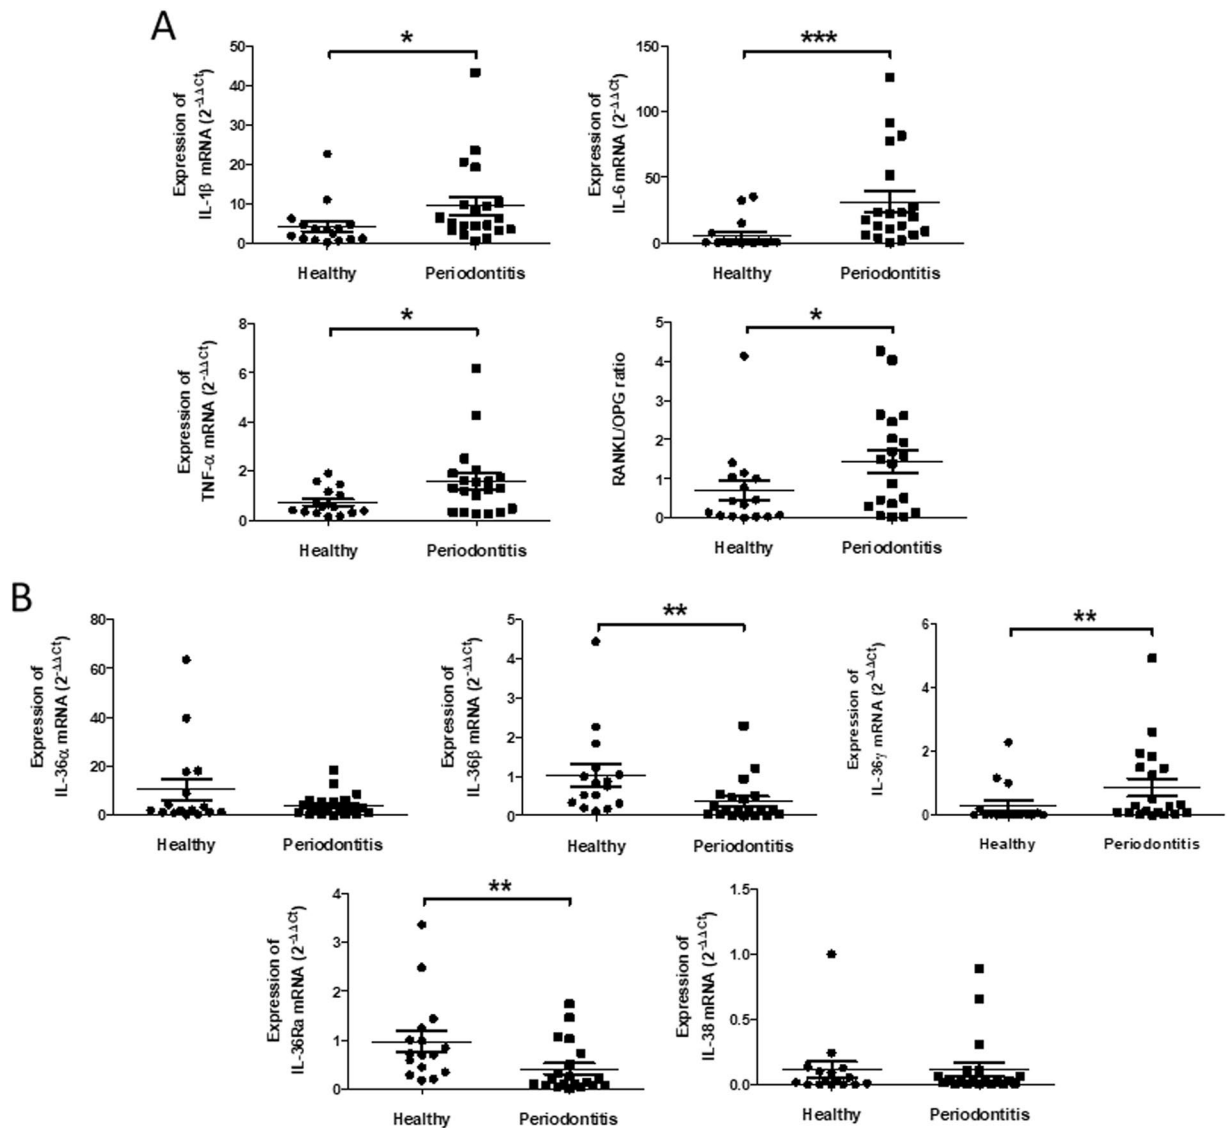 A
Expression of
IL-1β mRNA (2^-ΔΔCt)
50
40
30
20
10
0
*
Healthy
Periodontitis
Expression of
IL-6 mRNA (2^-ΔΔCt)
150
100
50
0
***
Healthy
Periodontitis
Expression of
TNF-α mRNA (2^-ΔΔCt)
8
6
4
2
0
*
Healthy
Periodontitis
RANKL/OPG ratio
5
4
3
2
1
0
*
Healthy
Periodontitis
B
Expression of
IL-36α mRNA (2^-ΔΔCt)
80
60
40
20
0
Healthy
Periodontitis
Expression of
IL-36β mRNA (2^-ΔΔCt)
5
4
3
2
1
0
**
Healthy
Periodontitis
Expression of
IL-36γ mRNA (2^-ΔΔCt)
6
4
2
0
**
Healthy
Periodontitis
Expression of
IL-36Ra mRNA (2^-ΔΔCt)
4
3
2
1
0
**
Healthy
Periodontitis
Expression of
IL-38 mRNA (2^-ΔΔCt)
1.5
1.0
0.5
0.0
Healthy
Periodontitis